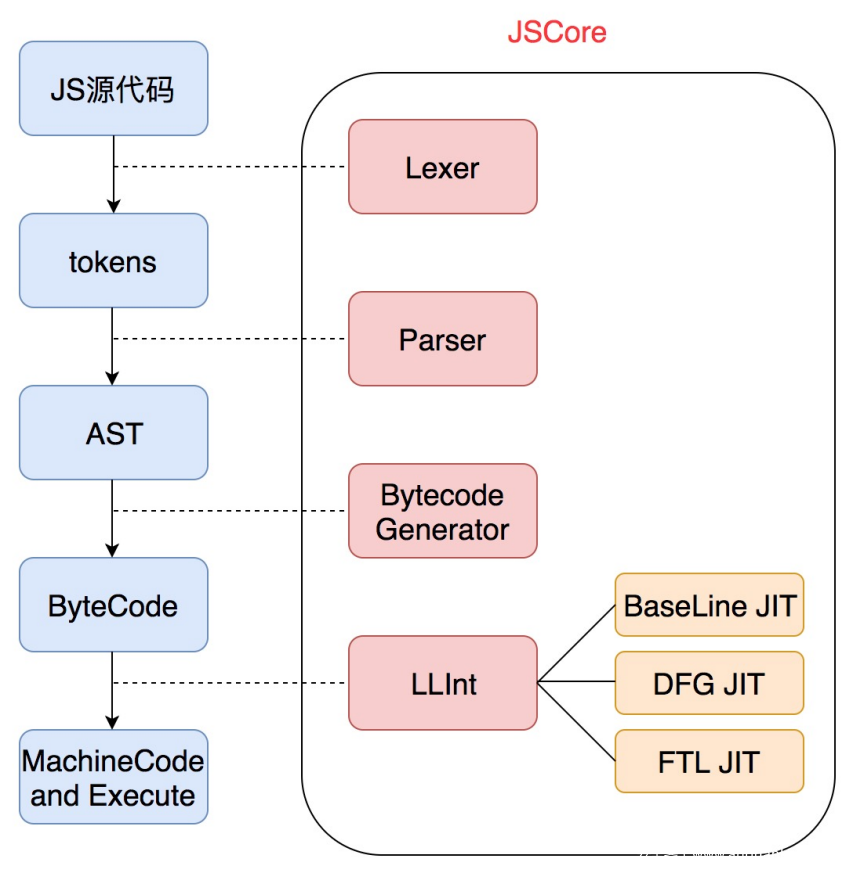 JSCore
JS源代码
Lexer
tokens
Parser
AST
Bytecode
Generator
ByteCode
LLInt
BaseLine JIT
DFG JIT
FTL JIT
MachineCode
and Execute